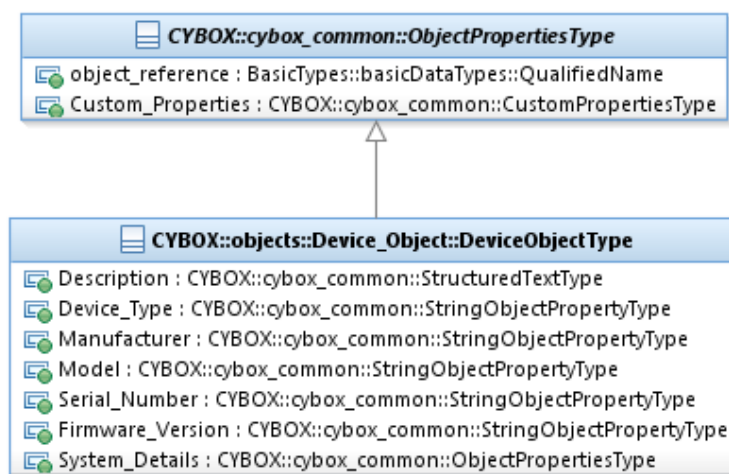 CYBOX::cybox_common::ObjectPropertiesType
object_reference : BasicTypes::basicDataTypes::QualifiedName
Custom_Properties : CYBOX::cybox_common::CustomPropertiesType
CYBOX::objects::Device_Object::DeviceObjectType
Description : CYBOX::cybox_common::StructuredTextType
Device_Type : CYBOX::cybox_common::StringObjectPropertyType
Manufacturer : CYBOX::cybox_common::StringObjectPropertyType
Model : CYBOX::cybox_common::StringObjectPropertyType
Serial_Number : CYBOX::cybox_common::StringObjectPropertyType
Firmware_Version : CYBOX::cybox_common::StringObjectPropertyType
System_Details : CYBOX::cybox_common::ObjectPropertiesType